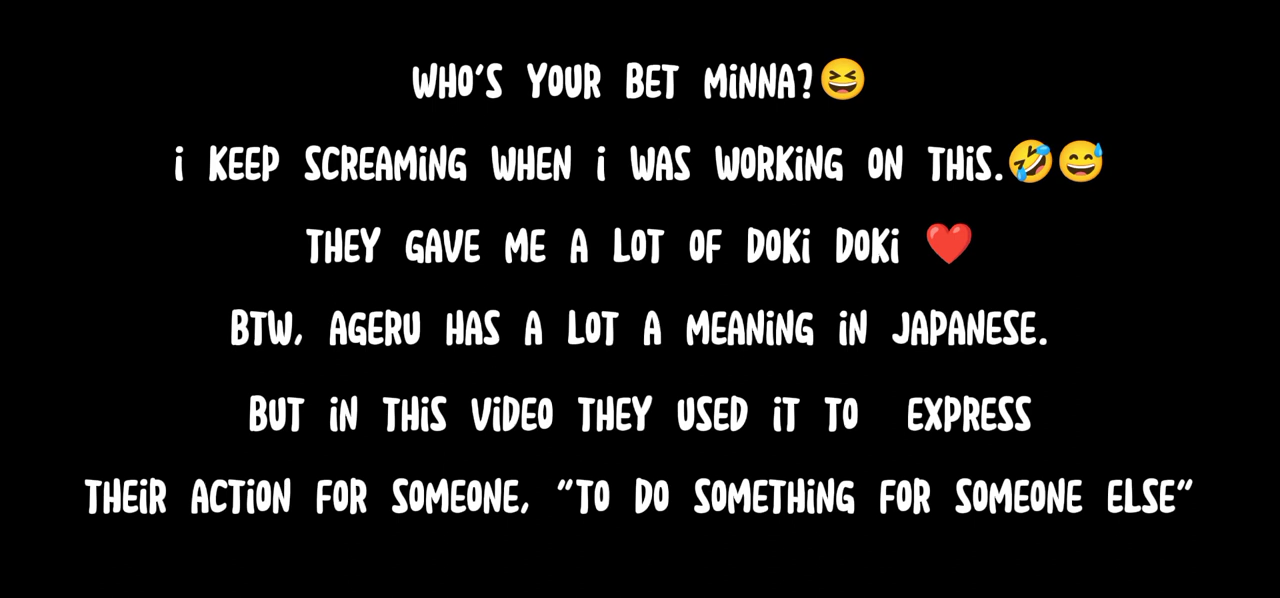 WHO'S YOUR BET MiNNA?😆
i KEEP SCREAMiNG WHEN i WAS WORKiNG ON THiS.🤣😅
THEY GAVE ME A LOT OF DOKi DOKi ❤️
BTW, AGERU HAS A LOT A MEANiNG iN JAPANESE.
BUT iN THiS ViDEO THEY USED iT TO EXPRESS
THEiR ACTiON FOR SOMEONE, "TO DO SOMETHiNG FOR SOMEONE ELSE"